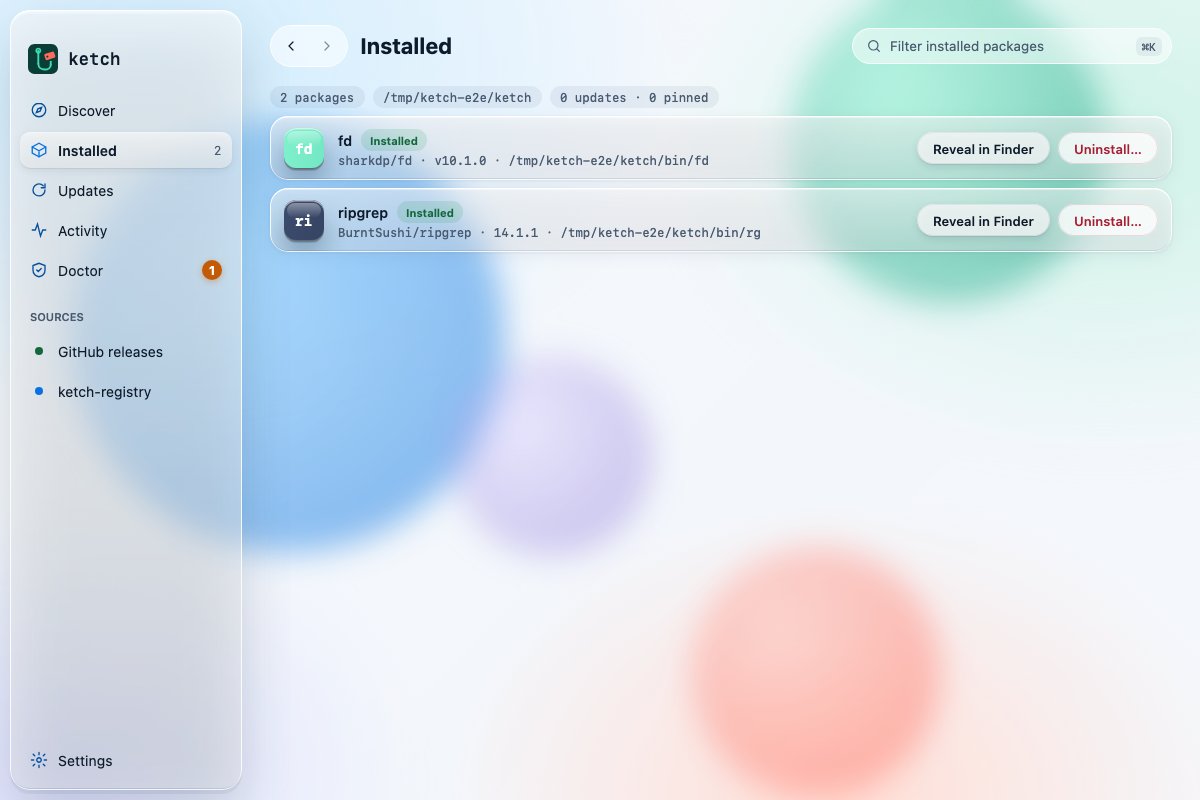 ketch
Discover
Installed 2
Updates
Activity
Doctor 1
SOURCES
GitHub releases
ketch-registry
Settings
Installed
Filter installed packages ⌘K
2 packages /tmp/ketch-e2e/ketch 0 updates · 0 pinned
fd fd Installed
sharkdp/fd · v10.1.0 · /tmp/ketch-e2e/ketch/bin/fd
Reveal in Finder Uninstall...
ri ripgrep Installed
BurntSushi/ripgrep · 14.1.1 · /tmp/ketch-e2e/ketch/bin/rg
Reveal in Finder Uninstall...